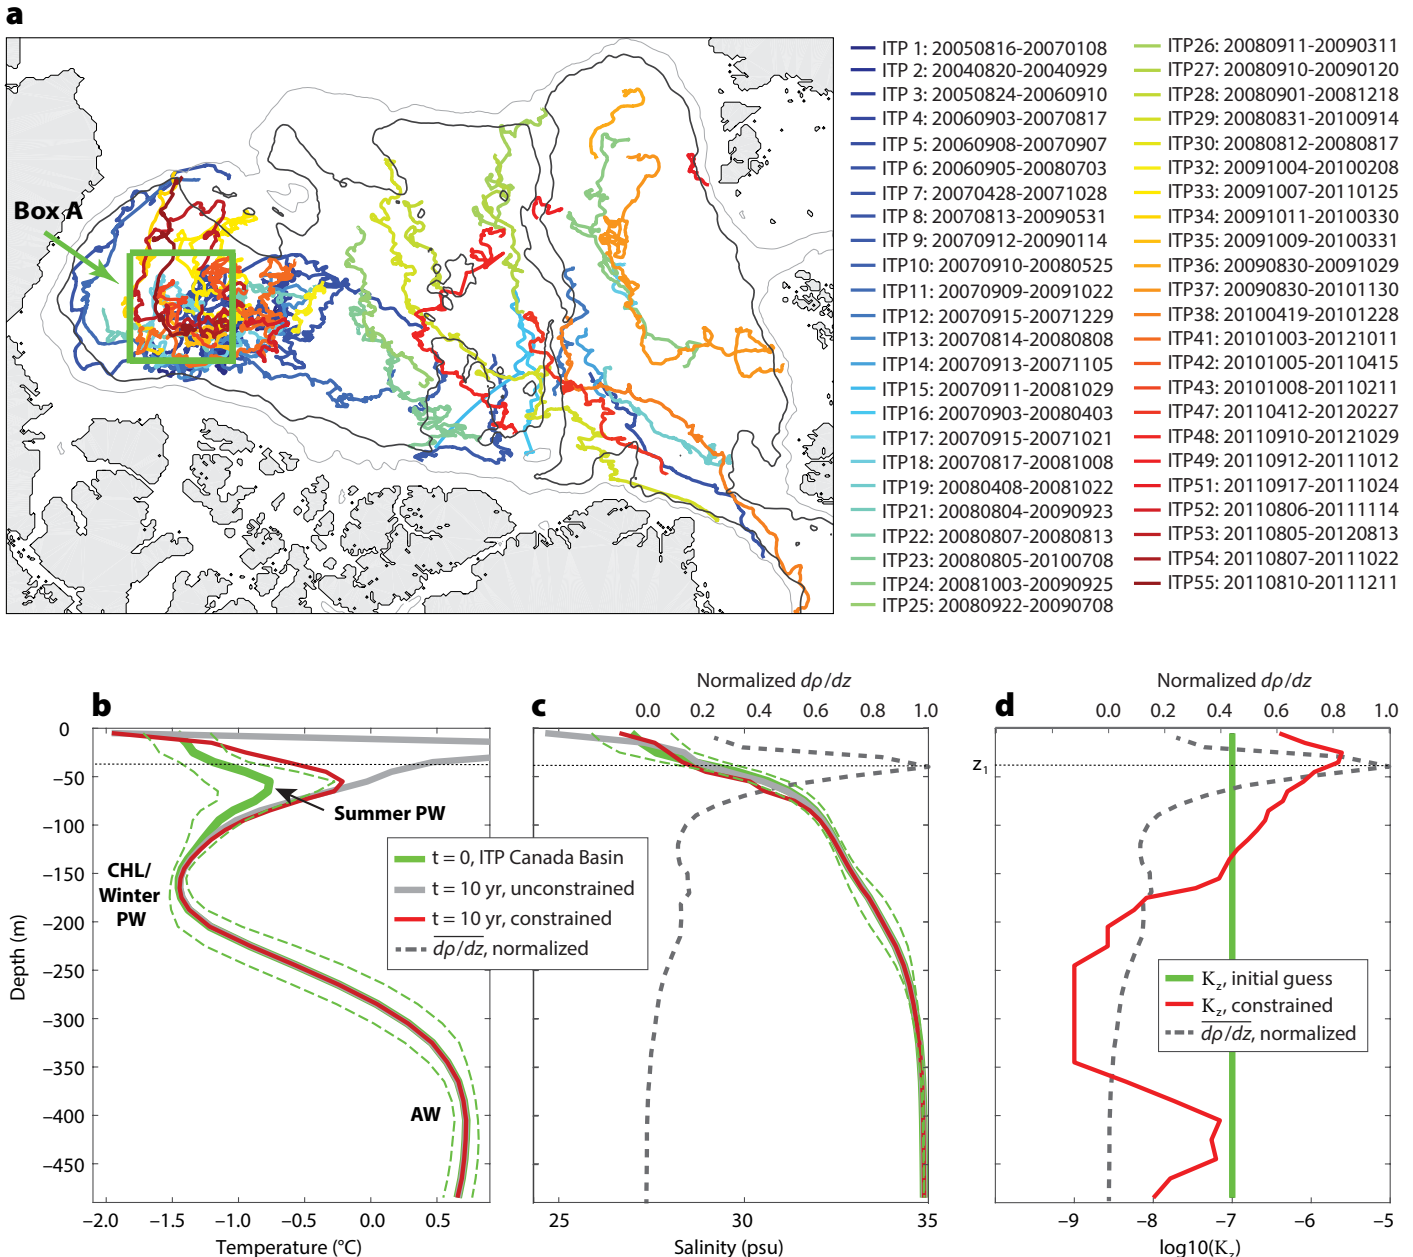 a
Box A
ITP 1: 20050816-20070108
ITP 2: 20040820-20040929
ITP 3: 20050824-20060910
ITP 4: 20060903-20070817
ITP 5: 20060908-20070907
ITP 6: 20060905-20080703
ITP 7: 20070428-20071028
ITP 8: 20070813-20090531
ITP 9: 20070912-20090114
ITP10: 20070910-20080525
ITP11: 20070909-20091022
ITP12: 20070915-20071229
ITP13: 20070814-20080808
ITP14: 20070913-20071105
ITP15: 20070911-20081029
ITP16: 20070903-20080403
ITP17: 20070915-20071021
ITP18: 20070817-20081008
ITP19: 20080408-20081022
ITP21: 20080804-20090923
ITP22: 20080807-20080813
ITP23: 20080805-20100708
ITP24: 20081003-20090925
ITP25: 20080922-20090708
ITP26: 20080911-20090311
ITP27: 20080910-20090120
ITP28: 20080901-20081218
ITP29: 20080831-20100914
ITP30: 20080812-20080817
ITP32: 20091004-20100208
ITP33: 20091007-20110125
ITP34: 20091011-20100330
ITP35: 20091009-20100331
ITP36: 20090830-20091029
ITP37: 20090830-20101130
ITP38: 20100419-20101228
ITP41: 20101003-20121011
ITP42: 20101005-20110415
ITP43: 20101008-20110211
ITP47: 20110412-20120227
ITP48: 20110910-20121029
ITP49: 20110912-20111012
ITP51: 20110917-20111024
ITP52: 20110806-20111114
ITP53: 20110805-20120813
ITP54: 20110807-20111022
ITP55: 20110810-20111211
b
0
−50
−100
−150
−200
−250
−300
−350
−400
−450
Depth (m)
Summer PW
CHL/
Winter
PW
AW
t = 0, ITP Canada Basin
t = 10 yr, unconstrained
t = 10 yr, constrained
dρ/dz, normalized
−2.0 −1.5 −1.0 −0.5 0.0 0.5
Temperature (°C)
c
Normalized dρ/dz
0.0 0.2 0.4 0.6 0.8 1.0
25 30 35
Salinity (psu)
d
Normalized dρ/dz
0.0 0.2 0.4 0.6 0.8 1.0
z1
Kz, initial guess
Kz, constrained
dρ/dz, normalized
−9 −8 −7 −6 −5
log10(Kz)